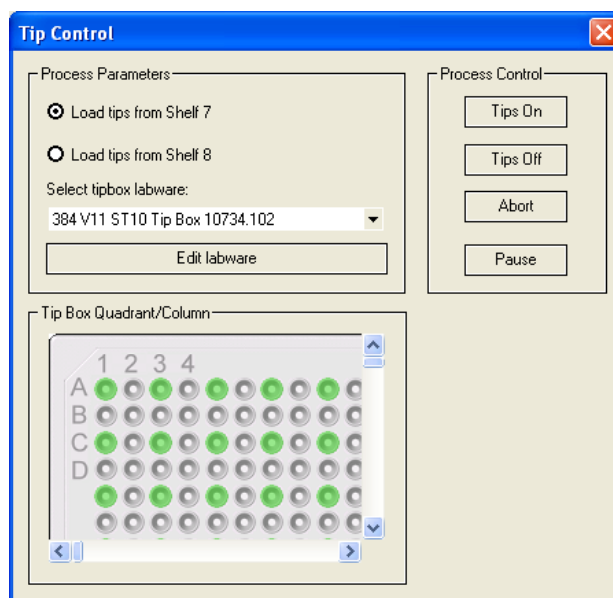 Tip Control
Process Parameters
Load tips from Shelf 7
Load tips from Shelf 8
Select tipbox labware:
384 V11 ST10 Tip Box 10734.102
Edit labware
Process Control
Tips On
Tips Off
Abort
Pause
Tip Box Quadrant/Column
1 2 3 4
A
B
C
D